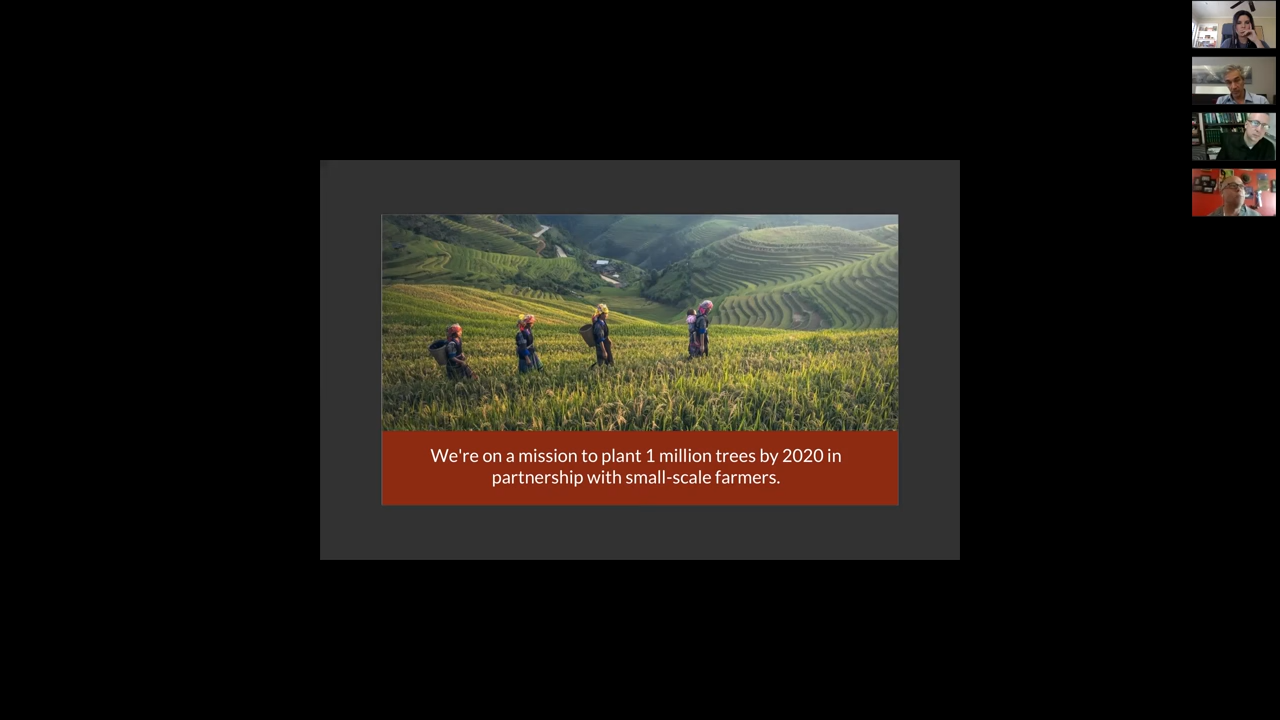 We're on a mission to plant 1 million trees by 2020 in
partnership with small-scale farmers.